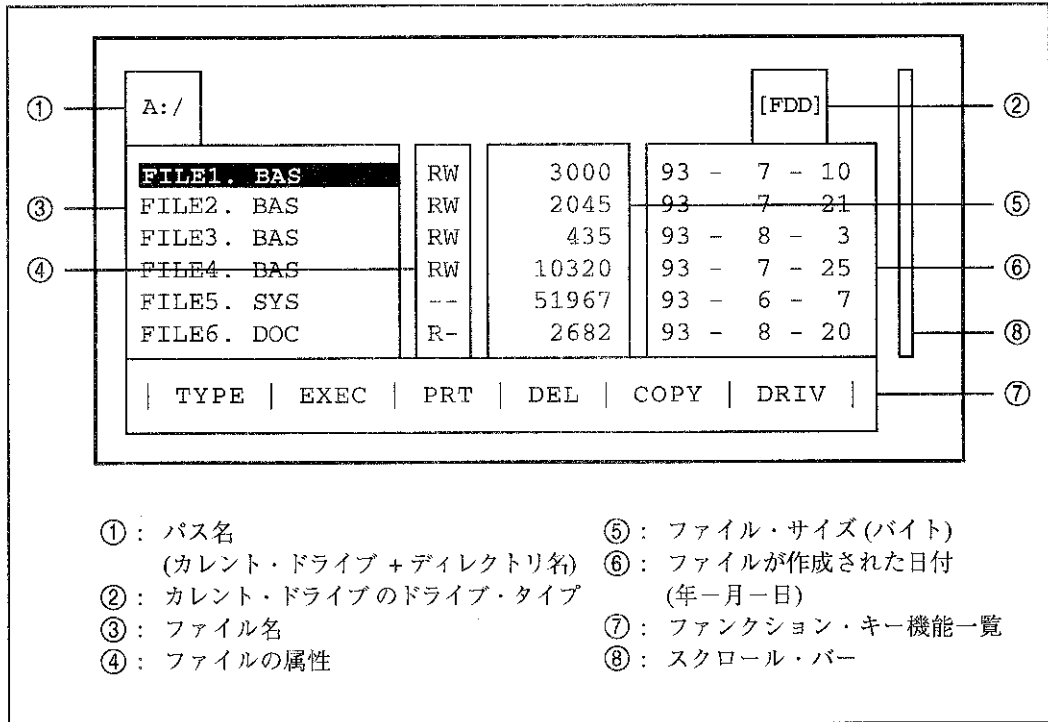 ① A:/ [FDD] ②
FILE1. BAS RW 3000 93 - 7 - 10
③ FILE2. BAS RW 2045 93 - 7 - 21 ⑤
FILE3. BAS RW 435 93 - 8 - 3
④ FILE4. BAS RW 10320 93 - 7 - 25 ⑥
FILE5. SYS -- 51967 93 - 6 - 7
FILE6. DOC R- 2682 93 - 8 - 20 ⑧
| TYPE | EXEC | PRT | DEL | COPY | DRIV | ⑦
①: パス名
(カレント・ドライブ + ディレクトリ名)
②: カレント・ドライブのドライブ・タイプ
③: ファイル名
④: ファイルの属性
⑤: ファイル・サイズ (バイト)
⑥: ファイルが作成された日付
(年－月－日)
⑦: ファンクション・キー機能一覧
⑧: スクロール・バー